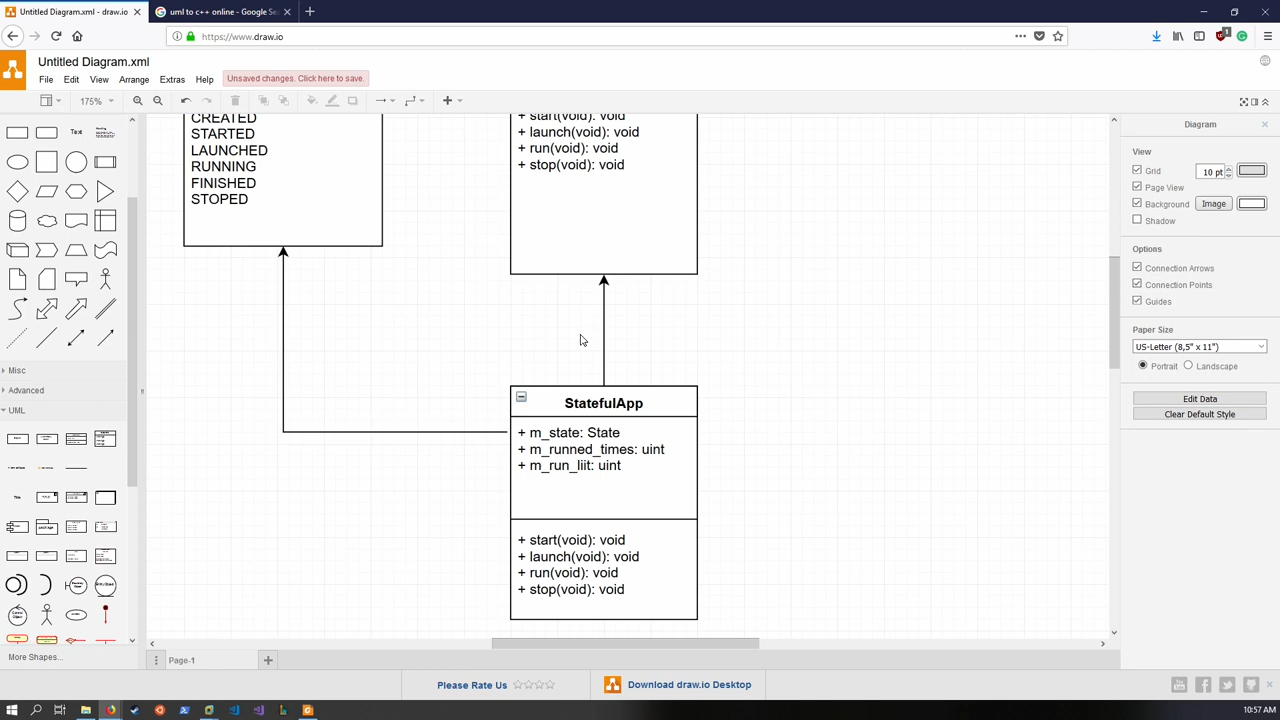 Untitled Diagram.xml - draw.io
uml to c++ online - Google Se
https://www.draw.io
Untitled Diagram.xml
File Edit View Arrange Extras Help Unsaved changes. Click here to save.
175%
Text
Misc
Advanced
UML
Title
More Shapes...
CREATED
STARTED
LAUNCHED
RUNNING
FINISHED
STOPED
+ start(void): void
+ launch(void): void
+ run(void): void
+ stop(void): void
StatefulApp
+ m_state: State
+ m_runned_times: uint
+ m_run_liit: uint
+ start(void): void
+ launch(void): void
+ run(void): void
+ stop(void): void
Diagram
View
Grid 10 pt
Page View
Background Image
Shadow
Options
Connection Arrows
Connection Points
Guides
Paper Size
US-Letter (8,5" x 11")
Portrait Landscape
Edit Data
Clear Default Style
Page-1
Please Rate Us Download draw.io Desktop
10:57 AM